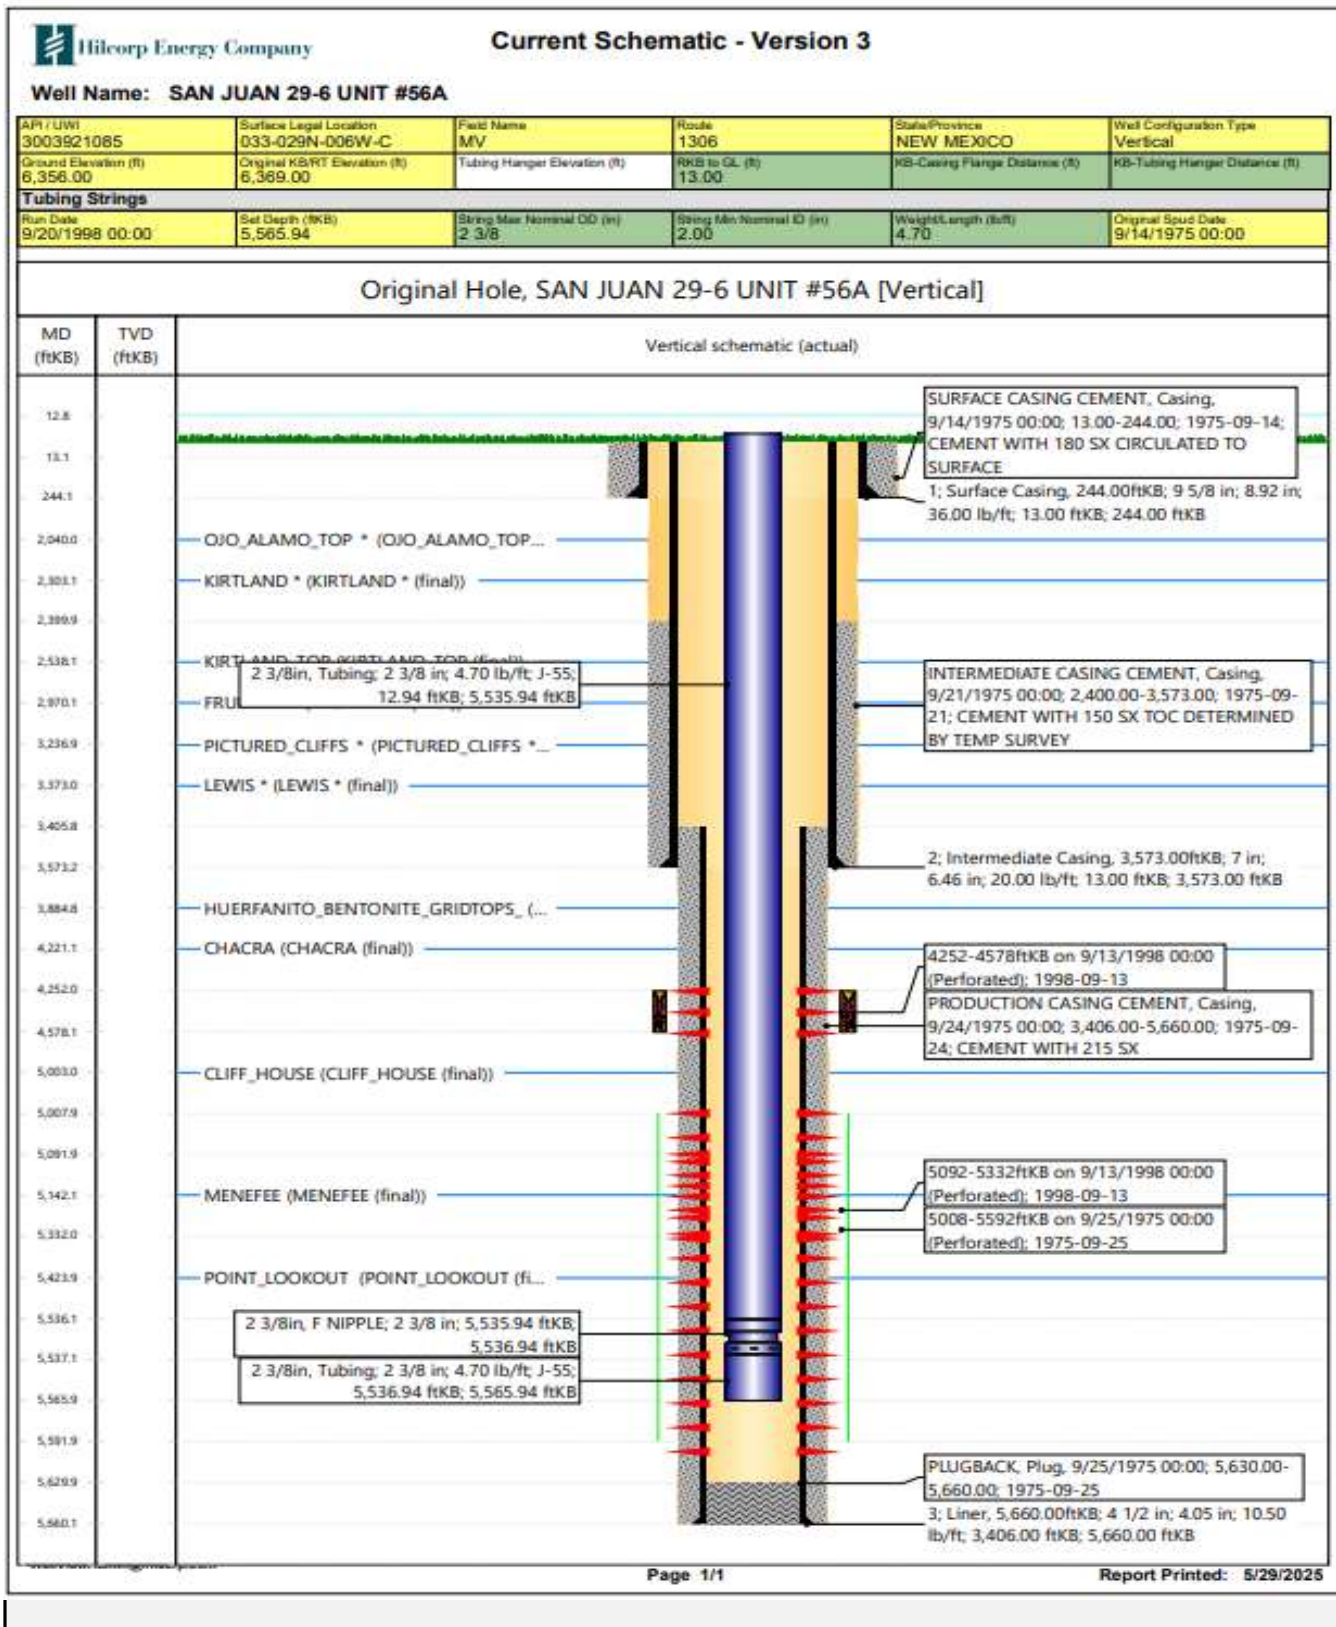 Hilcorp Energy Company
Current Schematic - Version 3
Well Name: SAN JUAN 29-6 UNIT #56A
API / UWI
3003921085
Surface Legal Location
033-029N-006W-C
Field Name
MV
Route
1306
State/Province
NEW MEXICO
Well Configuration Type
Vertical
Ground Elevation (ft)
6,356.00
Original KB/RT Elevation (ft)
6,369.00
Tubing Hanger Elevation (ft)
RKB to GL (ft)
13.00
KB-Casing Flange Distance (ft)
KB-Tubing Hanger Distance (ft)
Tubing Strings
Run Date
9/20/1998 00:00
Set Depth (ftKB)
5,565.94
String Max Nominal OD (in)
2 3/8
String Min Nominal ID (in)
2.00
Weight/Length (lb/ft)
4.70
Original Spud Date
9/14/1975 00:00
Original Hole, SAN JUAN 29-6 UNIT #56A [Vertical]
MD
(ftKB)
TVD
(ftKB)
Vertical schematic (actual)
12.8
13.1
244.1
2,040.0
2,303.1
2,399.9
2,538.1
2,970.1
3,236.9
3,373.0
3,405.8
3,573.2
3,884.8
4,221.1
4,252.0
4,578.1
5,003.0
5,007.9
5,091.9
5,142.1
5,332.0
5,423.9
5,536.1
5,537.1
5,565.9
5,591.9
5,629.9
5,660.1
OJO_ALAMO_TOP * (OJO_ALAMO_TOP...
KIRTLAND * (KIRTLAND * (final))
KIRTLAND_TOP (KIRTLAND_TOP (final))
2 3/8in, Tubing; 2 3/8 in; 4.70 lb/ft; J-55;
12.94 ftKB; 5,535.94 ftKB
FRU
PICTURED_CLIFFS * (PICTURED_CLIFFS *...
LEWIS * (LEWIS * (final))
HUERFANITO_BENTONITE_GRIDTOPS_ (...
CHACRA (CHACRA (final))
CLIFF_HOUSE (CLIFF_HOUSE (final))
MENEFEE (MENEFEE (final))
POINT_LOOKOUT (POINT_LOOKOUT (fi...
2 3/8in, F NIPPLE; 2 3/8 in; 5,535.94 ftKB;
5,536.94 ftKB
2 3/8in, Tubing; 2 3/8 in; 4.70 lb/ft; J-55;
5,536.94 ftKB; 5,565.94 ftKB
SURFACE CASING CEMENT, Casing,
9/14/1975 00:00; 13.00-244.00; 1975-09-14;
CEMENT WITH 180 SX CIRCULATED TO
SURFACE
1; Surface Casing, 244.00ftKB; 9 5/8 in; 8.92 in;
36.00 lb/ft; 13.00 ftKB; 244.00 ftKB
INTERMEDIATE CASING CEMENT, Casing,
9/21/1975 00:00; 2,400.00-3,573.00; 1975-09-
21; CEMENT WITH 150 SX TOC DETERMINED
BY TEMP SURVEY
2; Intermediate Casing, 3,573.00ftKB; 7 in;
6.46 in; 20.00 lb/ft; 13.00 ftKB; 3,573.00 ftKB
4252-4578ftKB on 9/13/1998 00:00
(Perforated); 1998-09-13
PRODUCTION CASING CEMENT, Casing,
9/24/1975 00:00; 3,406.00-5,660.00; 1975-09-
24; CEMENT WITH 215 SX
5092-5332ftKB on 9/13/1998 00:00
(Perforated); 1998-09-13
5008-5592ftKB on 9/25/1975 00:00
(Perforated); 1975-09-25
PLUGBACK, Plug, 9/25/1975 00:00; 5,630.00-
5,660.00; 1975-09-25
3; Liner, 5,660.00ftKB; 4 1/2 in; 4.05 in; 10.50
lb/ft; 3,406.00 ftKB; 5,660.00 ftKB
Page 1/1
Report Printed: 5/29/2025